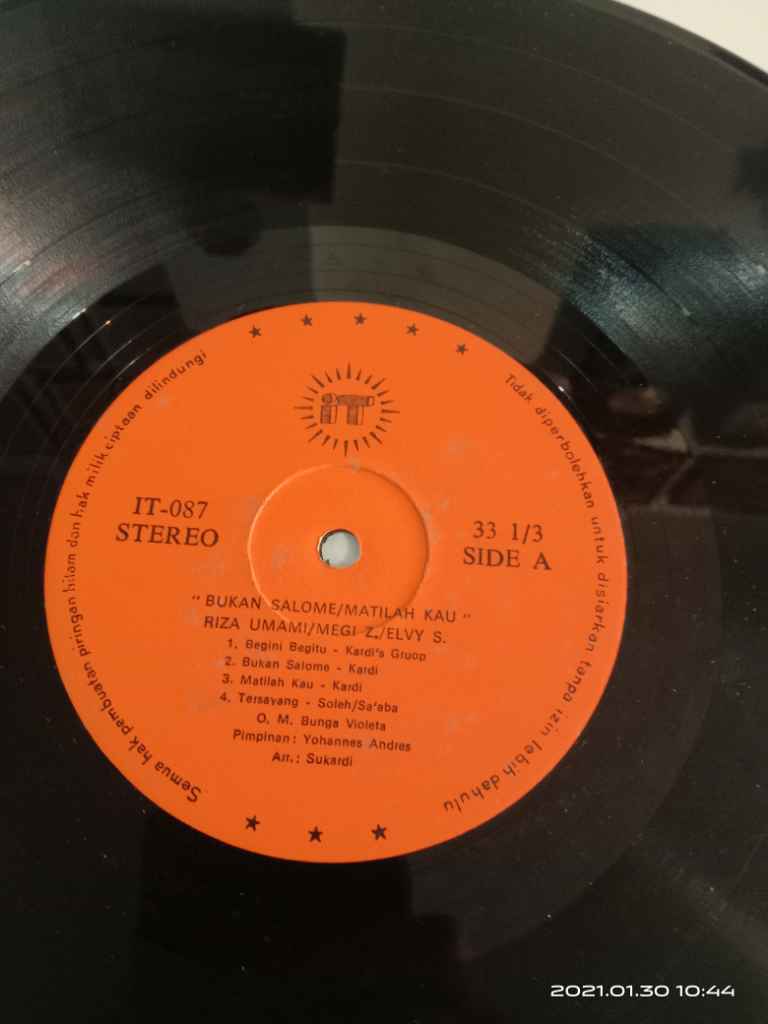 Semua hak pembuatan piringan hitam dan hak milik ciptaan dilindungi
Tidak diperbolehkan untuk disiarkan tanpa izin lebih dahulu
iT
IT-087
STEREO
33 1/3
SIDE A
" BUKAN SALOME/MATILAH KAU "
RIZA UMAMI/MEGI Z./ELVY S.
1. Begini Begitu - Kardi's Gruop
2. Bukan Salome - Kardi
3. Matilah Kau - Kardi
4. Tersayang - Soleh/Sa'aba
O. M. Bunga Violeta
Pimpinan : Yohannes Andres
Arr. : Sukardi
2021.01.30 10:44